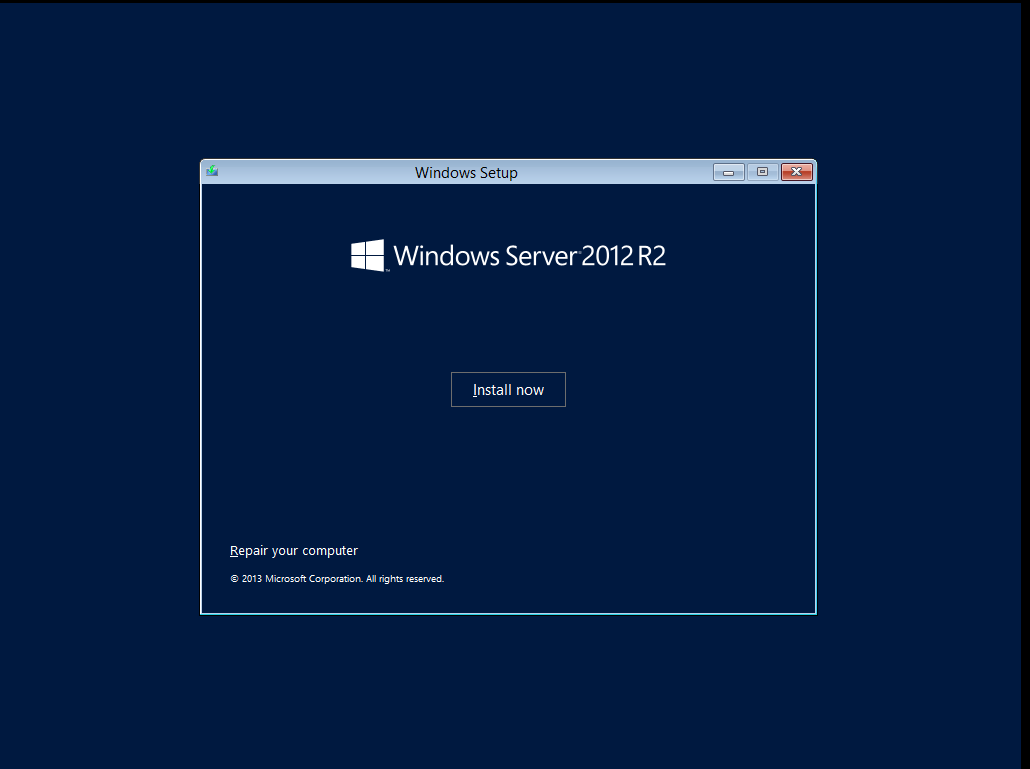 Windows Setup
Windows Server 2012 R2
Install now
Repair your computer
© 2013 Microsoft Corporation. All rights reserved.